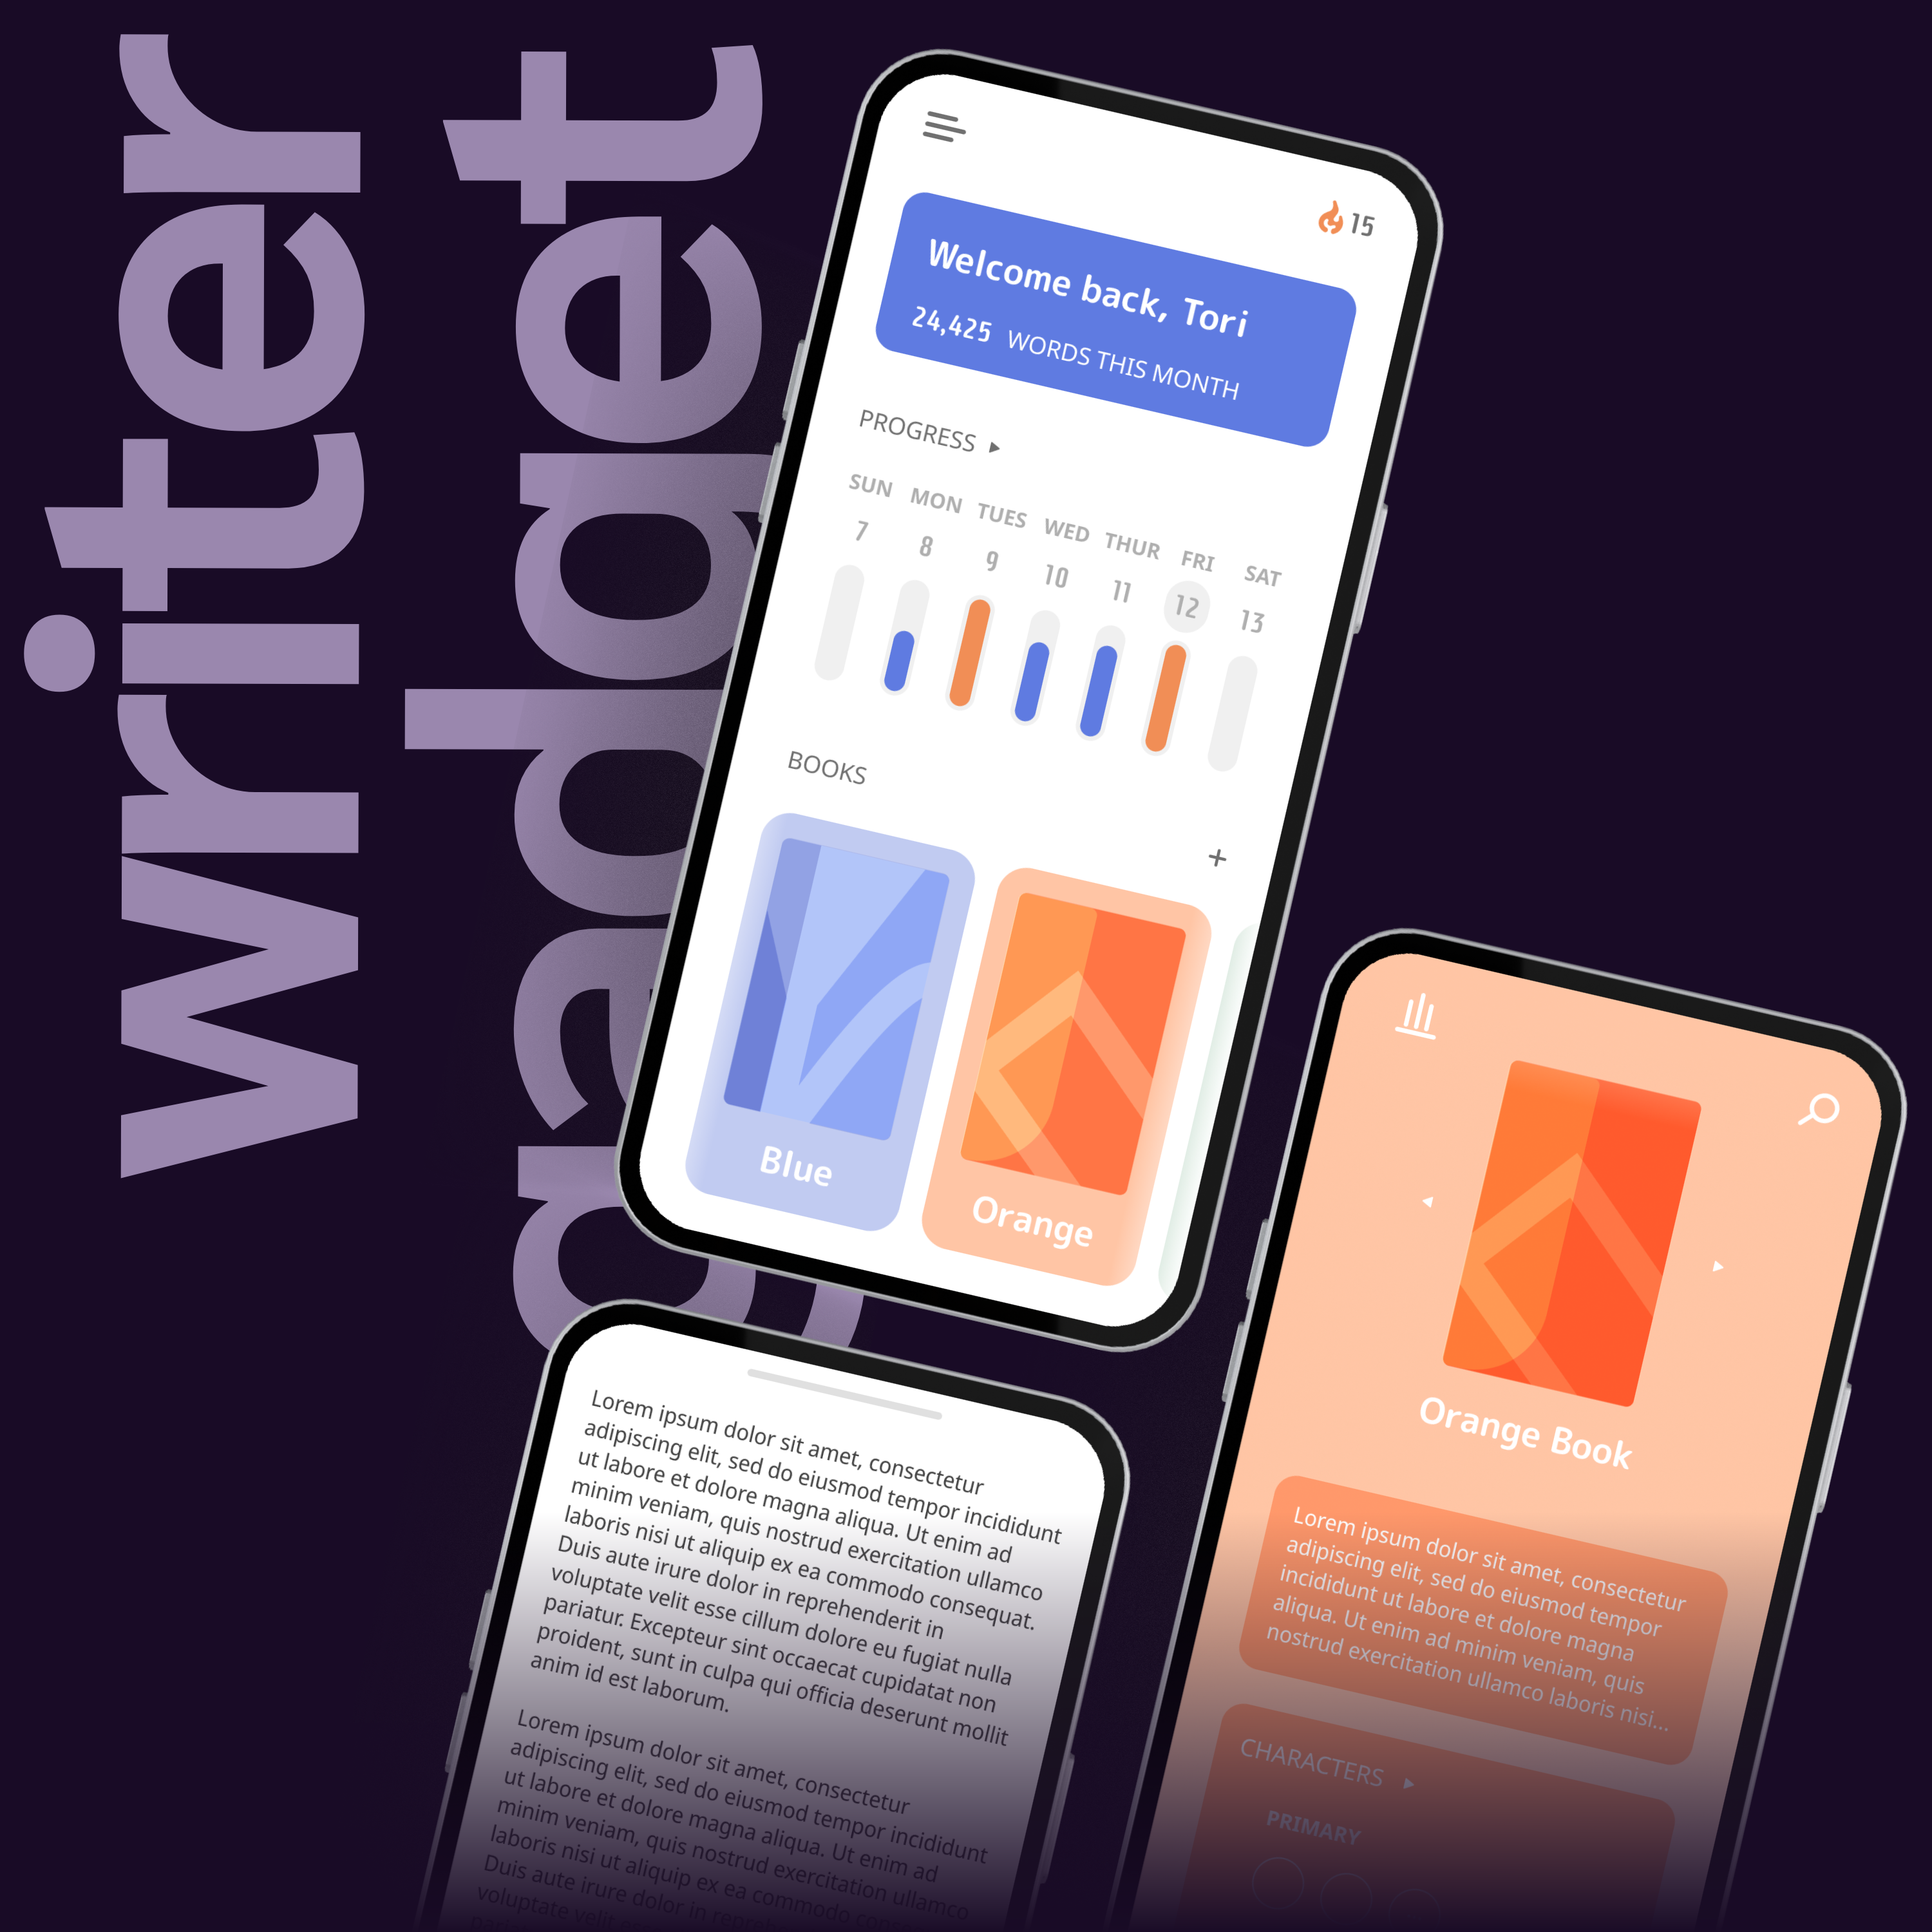 writer
gadget
15
Welcome back, Tori
24,425 WORDS THIS MONTH
PROGRESS
SUN MON TUES WED THUR FRI SAT
7 8 9 10 11 12 13
BOOKS
+
Blue
Orange
Orange Book
Lorem ipsum dolor sit amet, consectetur
adipiscing elit, sed do eiusmod tempor
incididunt ut labore et dolore magna
aliqua. Ut enim ad minim veniam, quis
nostrud exercitation ullamco laboris nisi...
CHARACTERS
PRIMARY
Lorem ipsum dolor sit amet, consectetur
adipiscing elit, sed do eiusmod tempor incididunt
ut labore et dolore magna aliqua. Ut enim ad
minim veniam, quis nostrud exercitation ullamco
laboris nisi ut aliquip ex ea commodo consequat.
Duis aute irure dolor in reprehenderit in
voluptate velit esse cillum dolore eu fugiat nulla
pariatur. Excepteur sint occaecat cupidatat non
proident, sunt in culpa qui officia deserunt mollit
anim id est laborum.
Lorem ipsum dolor sit amet, consectetur
adipiscing elit, sed do eiusmod tempor incididunt
ut labore et dolore magna aliqua. Ut enim ad
minim veniam, quis nostrud exercitation ullamco
laboris nisi ut aliquip ex ea commodo
Duis aute irure dolor in
voluptate velit